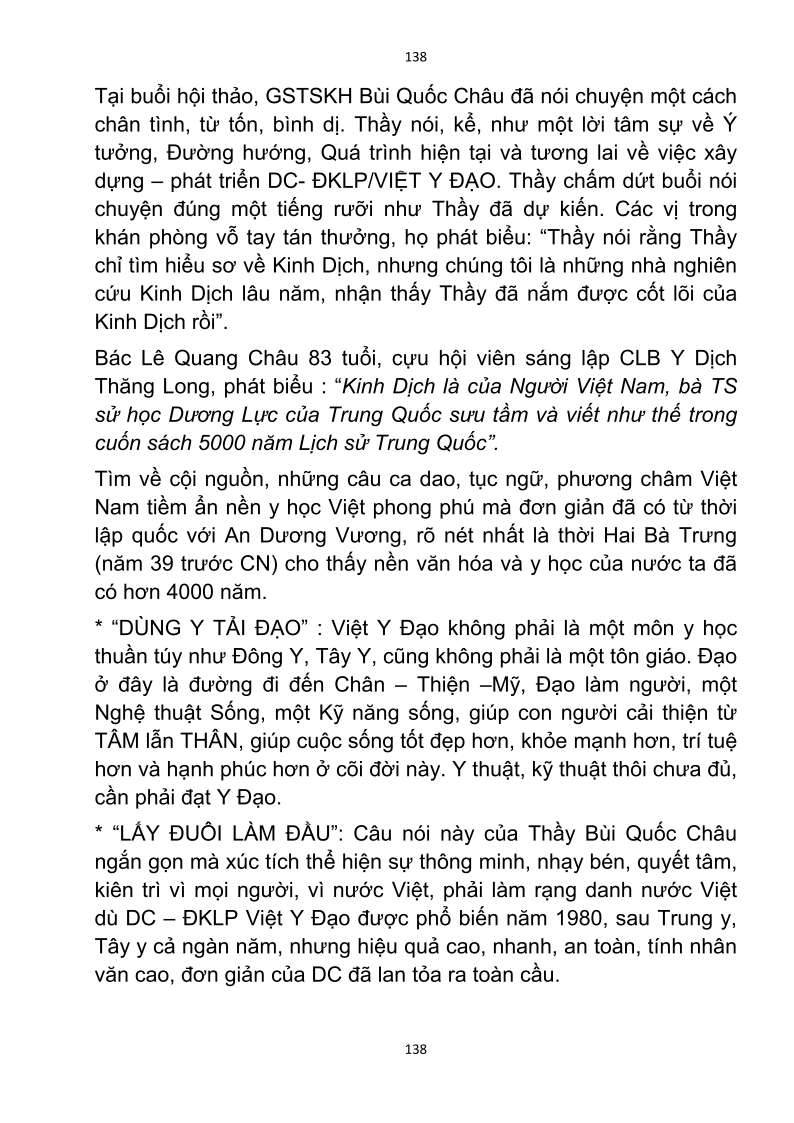 138
Tại buổi hội thảo, GSTSKH Bùi Quốc Châu đã nói chuyện một cách
chân tình, từ tốn, bình dị. Thầy nói, kể, như một lời tâm sự về Ý
tưởng, Đường hướng, Quá trình hiện tại và tương lai về việc xây
dựng – phát triển DC- ĐKLP/VIỆT Y ĐẠO. Thầy chấm dứt buổi nói
chuyện đúng một tiếng rưỡi như Thầy đã dự kiến. Các vị trong
khán phòng vỗ tay tán thưởng, họ phát biểu: “Thầy nói rằng Thầy
chỉ tìm hiểu sơ về Kinh Dịch, nhưng chúng tôi là những nhà nghiên
cứu Kinh Dịch lâu năm, nhận thấy Thầy đã nắm được cốt lõi của
Kinh Dịch rồi”.
Bác Lê Quang Châu 83 tuổi, cựu hội viên sáng lập CLB Y Dịch
Thăng Long, phát biểu : “Kinh Dịch là của Người Việt Nam, bà TS
sử học Dương Lực của Trung Quốc sưu tầm và viết như thế trong
cuốn sách 5000 năm Lịch sử Trung Quốc”.
Tìm về cội nguồn, những câu ca dao, tục ngữ, phương châm Việt
Nam tiềm ẩn nền y học Việt phong phú mà đơn giản đã có từ thời
lập quốc với An Dương Vương, rõ nét nhất là thời Hai Bà Trưng
(năm 39 trước CN) cho thấy nền văn hóa và y học của nước ta đã
có hơn 4000 năm.
* “DÙNG Y TẢI ĐẠO” : Việt Y Đạo không phải là một môn y học
thuần túy như Đông Y, Tây Y, cũng không phải là một tôn giáo. Đạo
ở đây là đường đi đến Chân – Thiện –Mỹ, Đạo làm người, một
Nghệ thuật Sống, một Kỹ năng sống, giúp con người cải thiện từ
TÂM lẫn THÂN, giúp cuộc sống tốt đẹp hơn, khỏe mạnh hơn, trí tuệ
hơn và hạnh phúc hơn ở cõi đời này. Y thuật, kỹ thuật thôi chưa đủ,
cần phải đạt Y Đạo.
* “LẤY ĐUÔI LÀM ĐẦU”: Câu nói này của Thầy Bùi Quốc Châu
ngắn gọn mà xúc tích thể hiện sự thông minh, nhạy bén, quyết tâm,
kiên trì vì mọi người, vì nước Việt, phải làm rạng danh nước Việt
dù DC – ĐKLP Việt Y Đạo được phổ biến năm 1980, sau Trung y,
Tây y cả ngàn năm, nhưng hiệu quả cao, nhanh, an toàn, tính nhân
văn cao, đơn giản của DC đã lan tỏa ra toàn cầu.
138